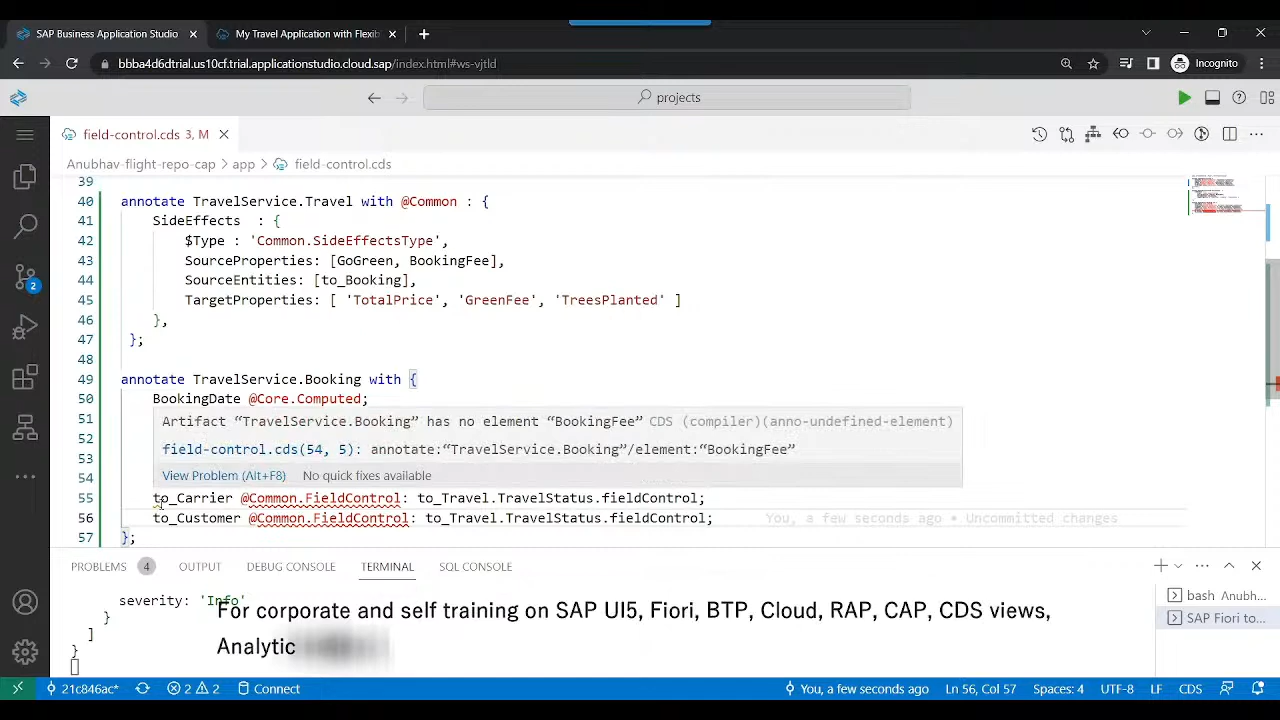 SAP Business Application Studio
My Travel Application with Flexib
bbba4d6dtrial.us10cf.trial.applicationstudio.cloud.sap/index.html#ws-vjtld
Incognito
projects
field-control.cds 3, M
Anubhav-flight-repo-cap > app > field-control.cds
39
40 annotate TravelService.Travel with @Common : {
41 SideEffects : {
42 $Type : 'Common.SideEffectsType',
43 SourceProperties: [GoGreen, BookingFee],
44 SourceEntities: [to_Booking],
45 TargetProperties: [ 'TotalPrice', 'GreenFee', 'TreesPlanted' ]
46 },
47 };
48
49 annotate TravelService.Booking with {
50 BookingDate @Core.Computed;
51
Artifact “TravelService.Booking” has no element “BookingFee” CDS (compiler)(anno-undefined-element)
52
53
field-control.cds(54, 5): annotate:“TravelService.Booking”/element:“BookingFee”
54
View Problem (Alt+F8) No quick fixes available
55 to_Carrier @Common.FieldControl: to_Travel.TravelStatus.fieldControl;
56 to_Customer @Common.FieldControl: to_Travel.TravelStatus.fieldControl; You, a few seconds ago • Uncommitted changes
57 };
2
PROBLEMS 4 OUTPUT DEBUG CONSOLE TERMINAL SQL CONSOLE
severity: 'Info'
}
]
}
bash Anubh...
SAP Fiori to...
For corporate and self training on SAP UI5, Fiori, BTP, Cloud, RAP, CAP, CDS views,
Analytic
21c846ac* 2 2 Connect You, a few seconds ago Ln 56, Col 57 Spaces: 4 UTF-8 LF CDS